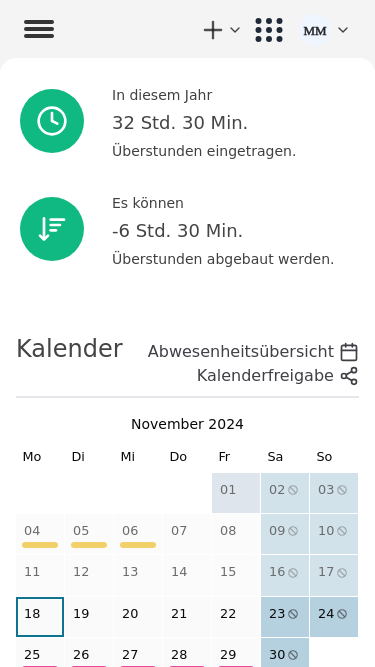 MM
In diesem Jahr
32 Std. 30 Min.
Überstunden eingetragen.
Es können
-6 Std. 30 Min.
Überstunden abgebaut werden.
Kalender
Abwesenheitsübersicht
Kalenderfreigabe
November 2024
Mo Di Mi Do Fr Sa So
01 02 03
04 05 06 07 08 09 10
11 12 13 14 15 16 17
18 19 20 21 22 23 24
25 26 27 28 29 30